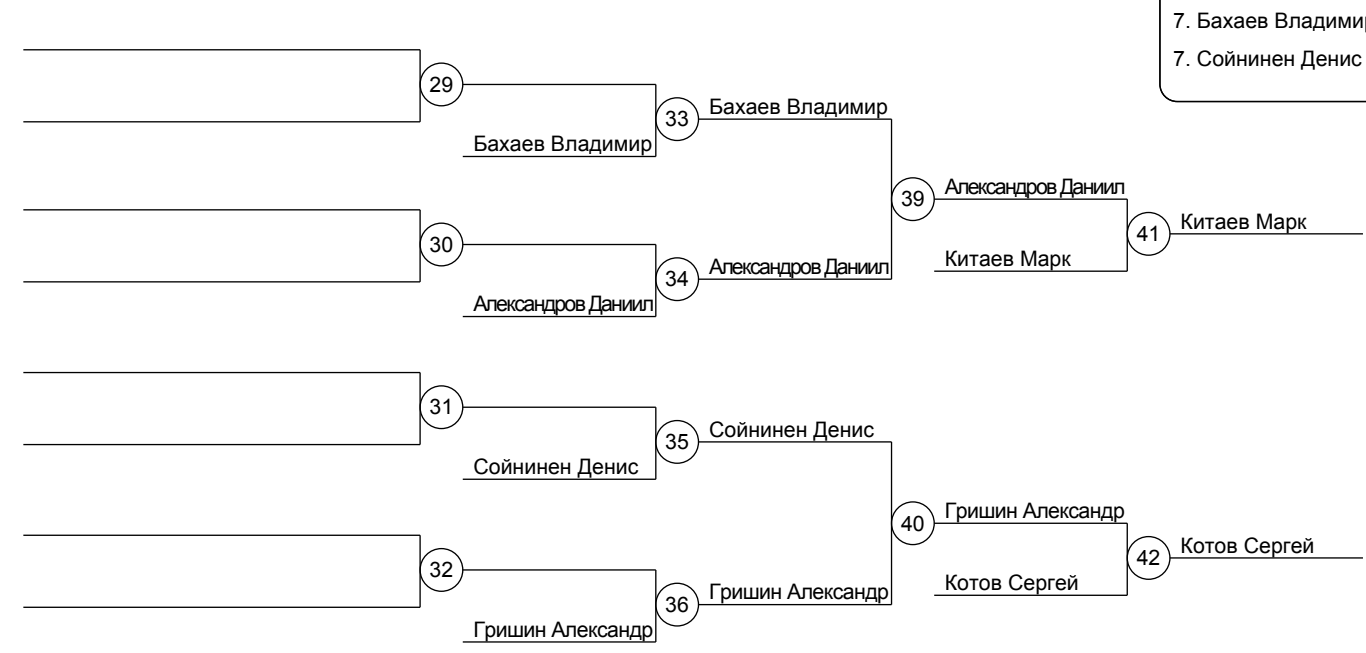 7. Бахаев Владимир
7. Сойнинен Денис
29
33
Бахаев Владимир
Бахаев Владимир
39
Александров Даниил
41
Китаев Марк
30
34
Александров Даниил
Китаев Марк
Александров Даниил
31
35
Сойнинен Денис
Сойнинен Денис
40
Гришин Александр
42
Котов Сергей
32
36
Гришин Александр
Котов Сергей
Гришин Александр